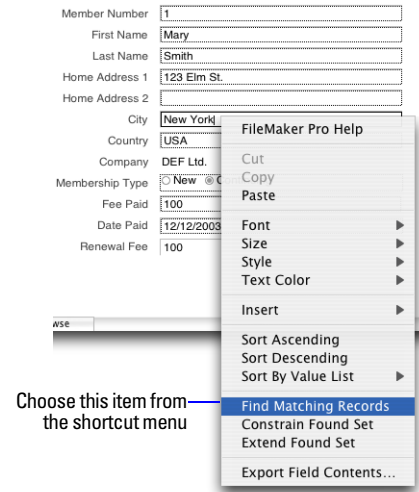 Member Number 1
First Name Mary
Last Name Smith
Home Address 1 123 Elm St.
Home Address 2
City New York
Country USA
Company DEF Ltd.
Membership Type New
Fee Paid 100
Date Paid 12/12/2003
Renewal Fee 100
FileMaker Pro Help
Cut
Copy
Paste
Font
Size
Style
Text Color
Insert
Sort Ascending
Sort Descending
Sort By Value List
Find Matching Records
Constrain Found Set
Extend Found Set
Export Field Contents...
wse
Choose this item from
the shortcut menu